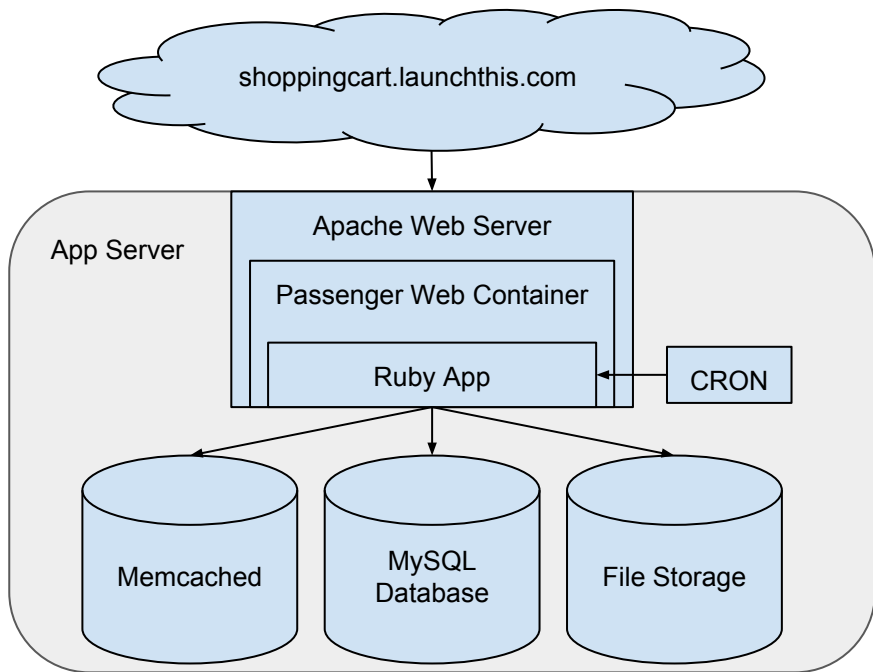 shoppingcart.launchthis.com
App Server
Apache Web Server
Passenger Web Container
Ruby App
CRON
Memcached
MySQL
Database
File Storage